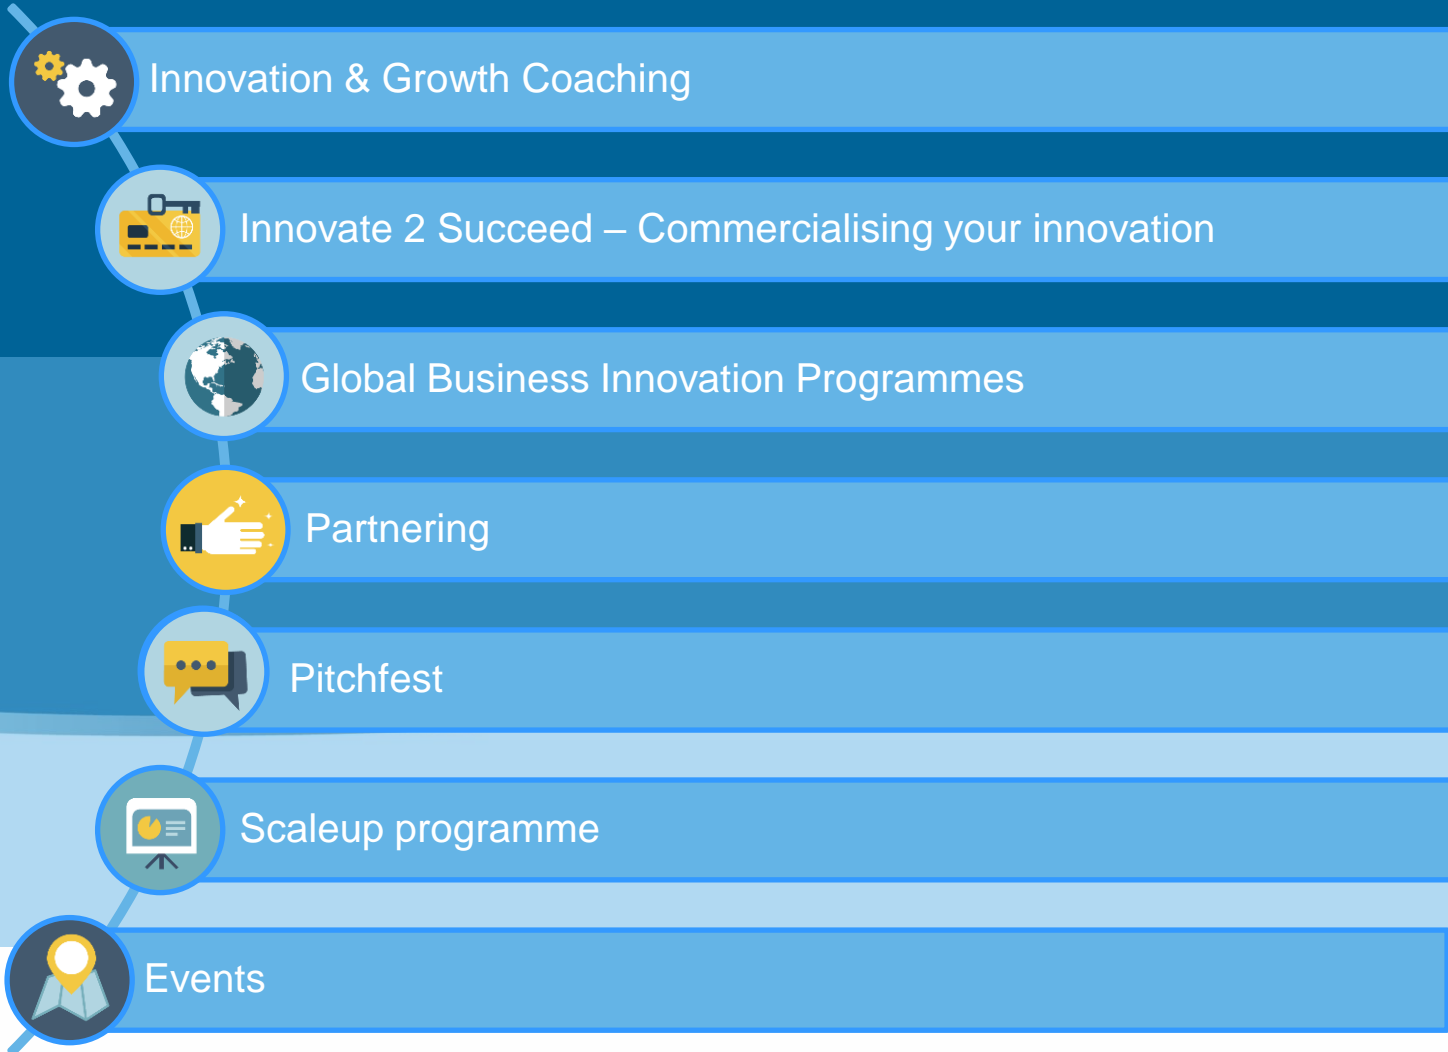 Innovation & Growth Coaching
Innovate 2 Succeed – Commercialising your innovation
Global Business Innovation Programmes
Partnering
Pitchfest
Scaleup programme
Events